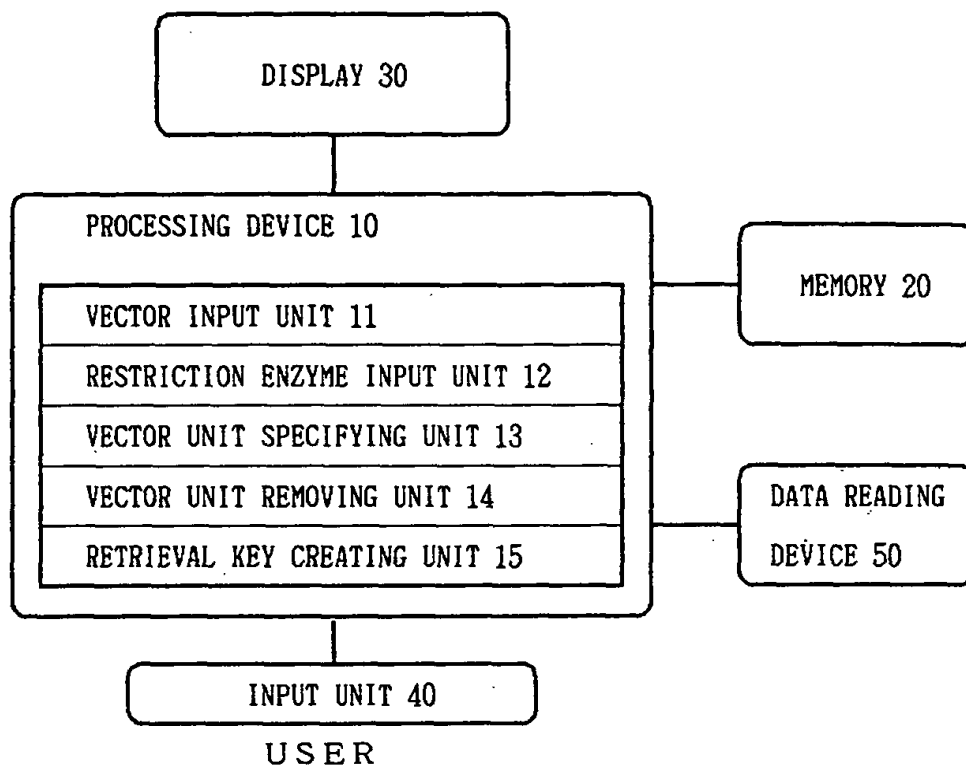 DISPLAY 30
PROCESSING DEVICE 10
VECTOR INPUT UNIT 11
RESTRICTION ENZYME INPUT UNIT 12
VECTOR UNIT SPECIFYING UNIT 13
VECTOR UNIT REMOVING UNIT 14
RETRIEVAL KEY CREATING UNIT 15
MEMORY 20
DATA READING
DEVICE 50
INPUT UNIT 40
USER